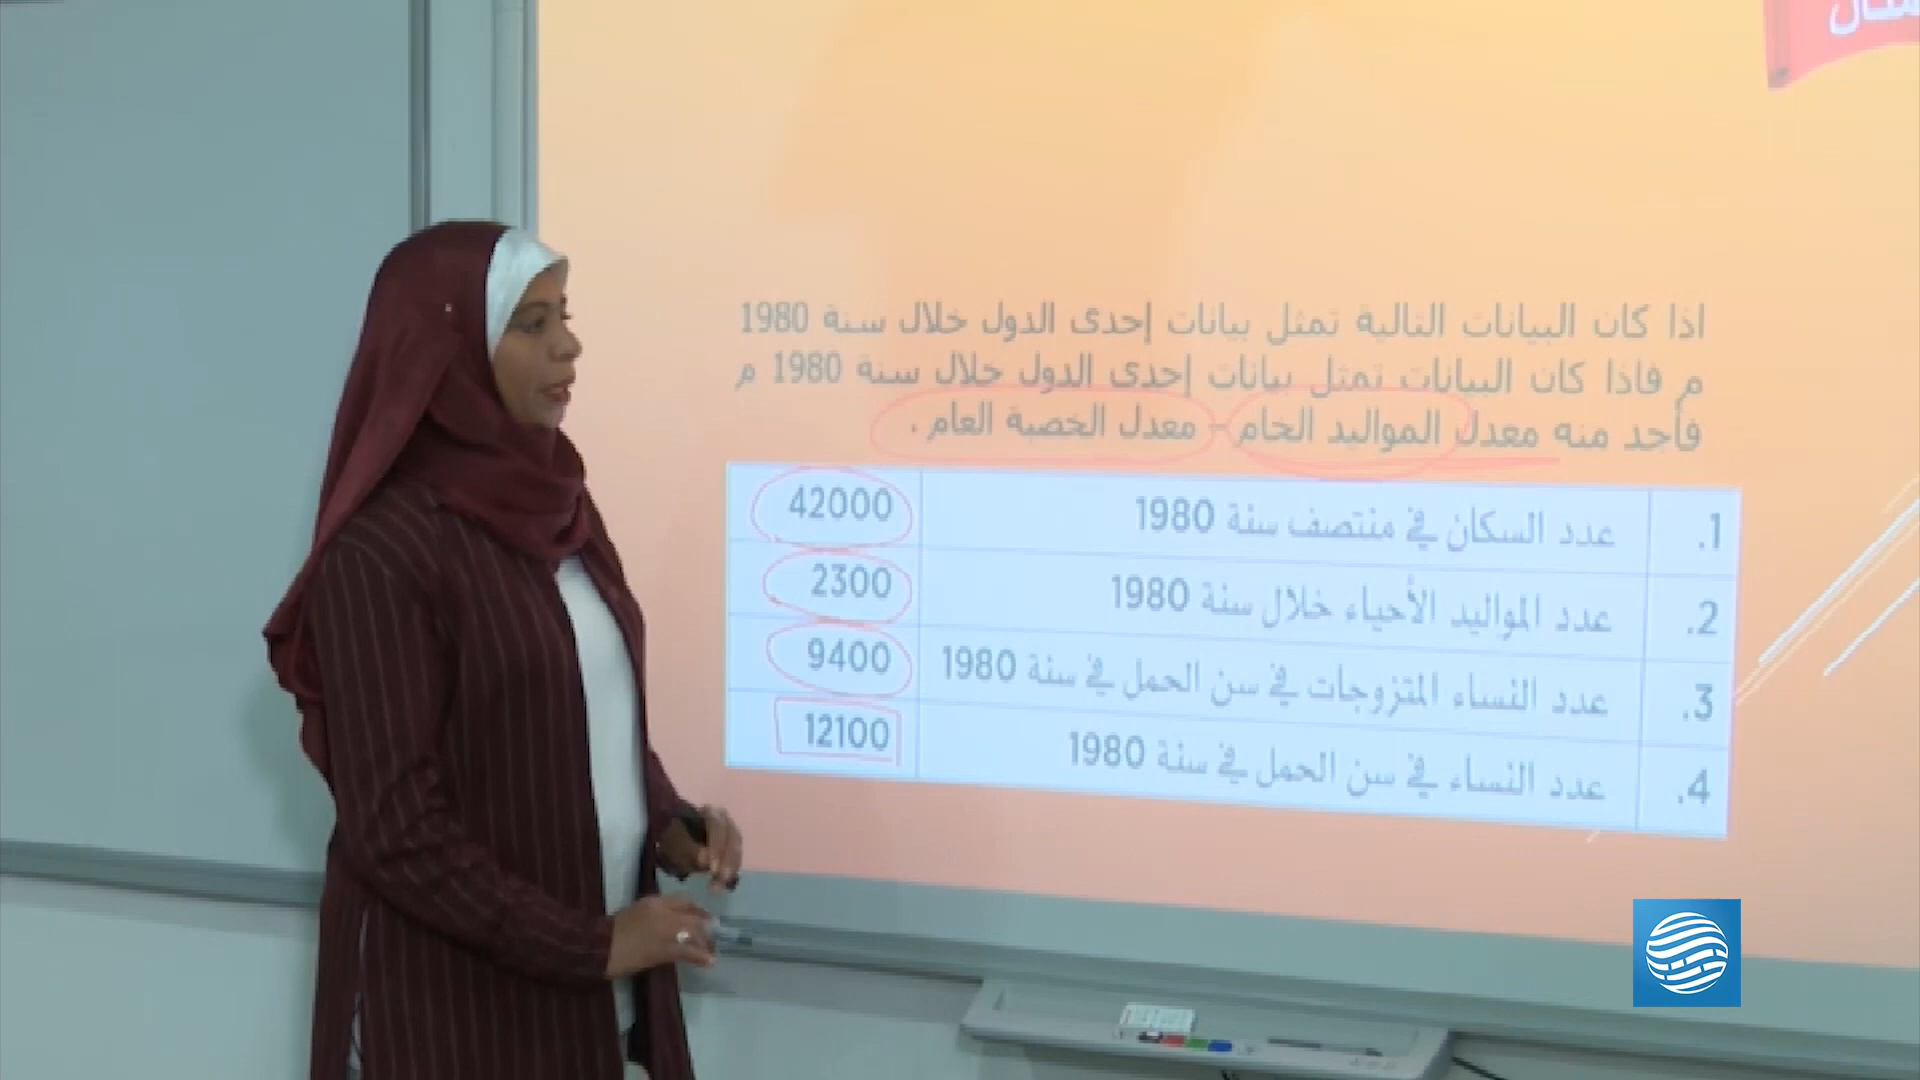 مثال
اذا كان البيانات التالية تمثل بيانات إحدى الدول خلال سنة 1980
م فاذا كان البيانات تمثل بيانات إحدى الدول خلال سنة 1980 م
فأجد منه معدل المواليد الخام - معدل الخصبة العام .
1. عدد السكان في منتصف سنة 1980 42000
2. عدد المواليد الأحياء خلال سنة 1980 2300
3. عدد النساء المتزوجات في سن الحمل في سنة 1980 9400
4. عدد النساء في سن الحمل في سنة 1980 12100